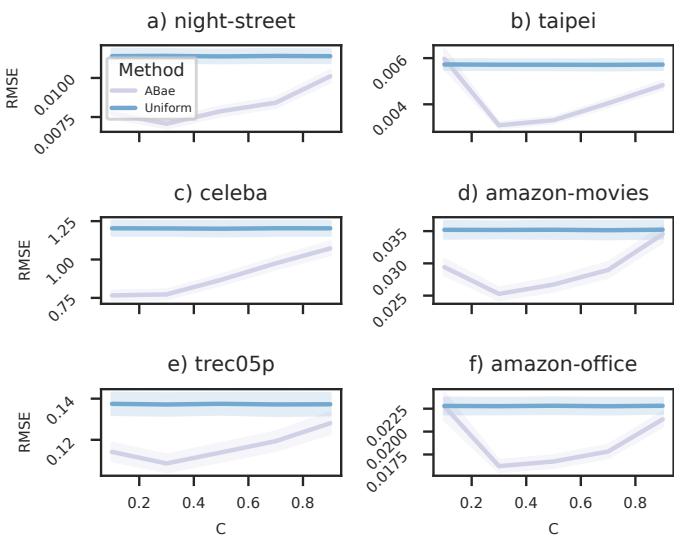 a) night-street
b) taipei
RMSE
0.0100
0.0075
Method
ABae
Uniform
0.006
0.004
c) celeba
d) amazon-movies
RMSE
1.25
1.00
0.75
0.035
0.030
0.025
e) trec05p
f) amazon-office
RMSE
0.14
0.12
0.0225
0.0200
0.0175
0.2 0.4 0.6 0.8
0.2 0.4 0.6 0.8
C
C